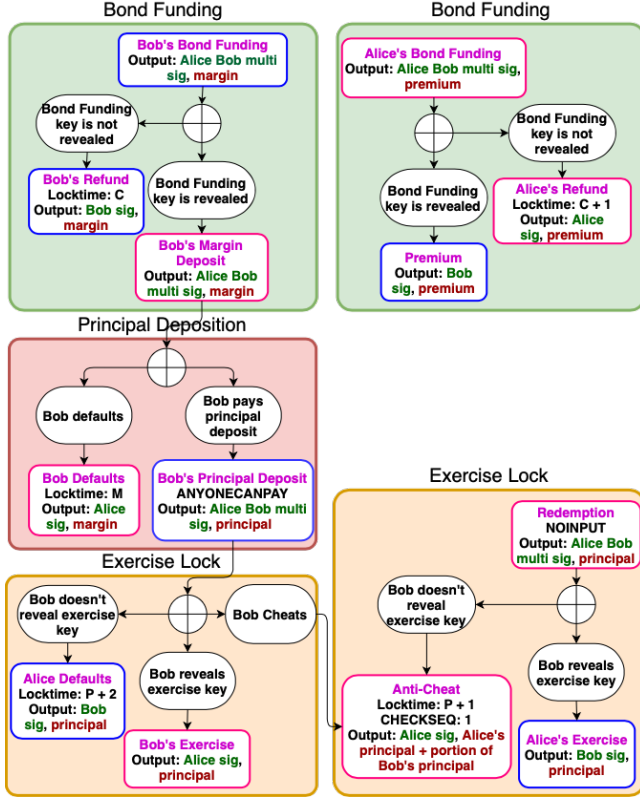 Bond Funding
Bob's Bond Funding
Output: Alice Bob multi
sig, margin
Bond Funding
key is not
revealed
Bob's Refund
Locktime: C
Output: Bob sig,
margin
Bond Funding
key is revealed
Bob's Margin
Deposit
Output: Alice Bob
multi sig, margin
Bond Funding
Alice's Bond Funding
Output: Alice Bob multi sig,
premium
Bond Funding
key is not
revealed
Bond Funding
key is revealed
Alice's Refund
Locktime: C + 1
Output: Alice
sig, premium
Premium
Output: Bob
sig, premium
Principal Deposition
Bob defaults
Bob pays
principal
deposit
Bob Defaults
Locktime: M
Output: Alice
sig, margin
Bob's Principal Deposit
ANYONECANPAY
Output: Alice Bob multi
sig, principal
Exercise Lock
Bob doesn't
reveal exercise
key
Bob Cheats
Bob reveals
exercise key
Alice Defaults
Locktime: P + 2
Output: Bob
sig, principal
Bob's Exercise
Output: Alice sig,
principal
Exercise Lock
Redemption
NOINPUT
Output: Alice Bob
multi sig, principal
Bob doesn't
reveal
exercise key
Bob reveals
exercise key
Anti-Cheat
Locktime: P + 1
CHECKSEQ: 1
Output: Alice sig, Alice's
principal + portion of
Bob's principal
Alice's Exercise
Output: Bob sig,
principal